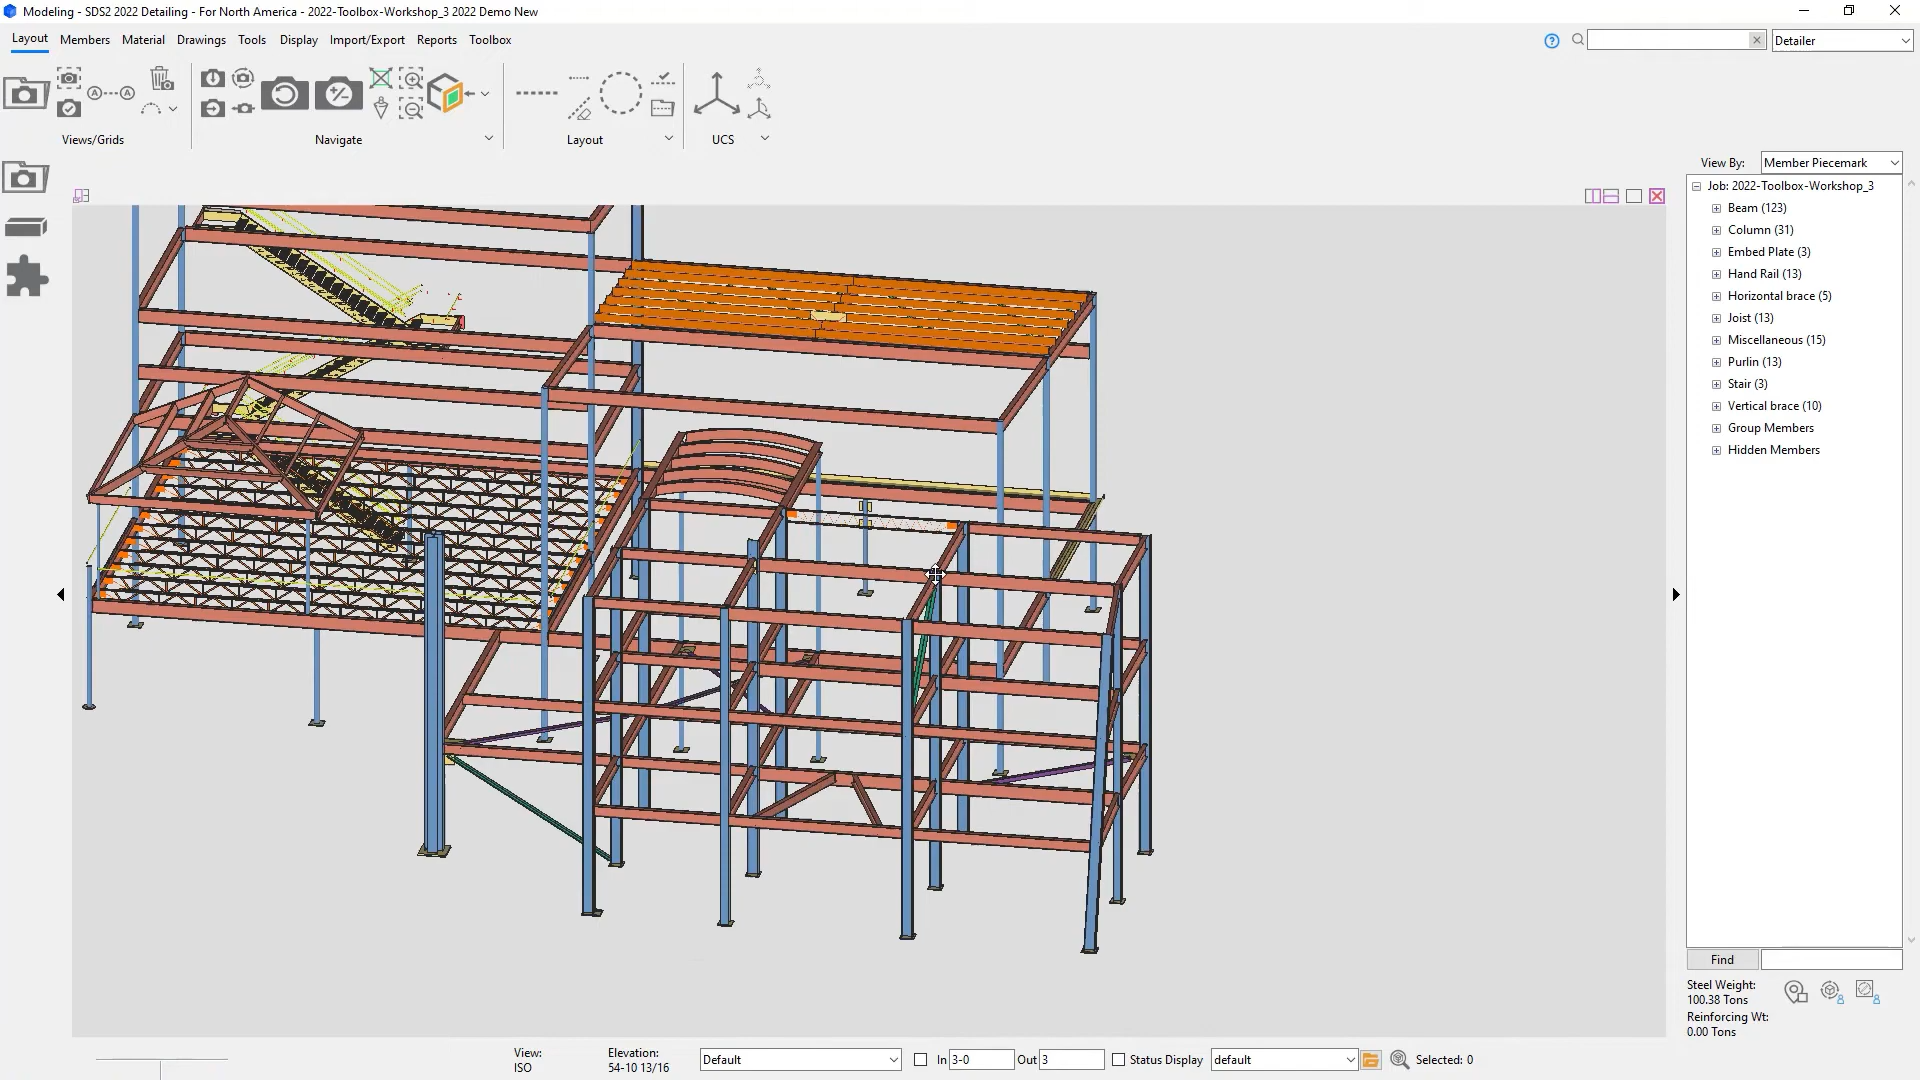 Modeling - SDS2 2022 Detailing - For North America - 2022-Toolbox-Workshop_3 2022 Demo New
Layout Members Material Drawings Tools Display Import/Export Reports Toolbox
Detailer
Views/Grids Navigate Layout UCS
View By: Member Piecemark
Job: 2022-Toolbox-Workshop_3
Beam (123)
Column (31)
Embed Plate (3)
Hand Rail (13)
Horizontal brace (5)
Joist (13)
Miscellaneous (15)
Purlin (13)
Stair (3)
Vertical brace (10)
Group Members
Hidden Members
Find
Steel Weight:
100.38 Tons
Reinforcing Wt:
0.00 Tons
View:
ISO
Elevation:
54-10 13/16
Default In 3-0 Out 3 Status Display default Selected: 0